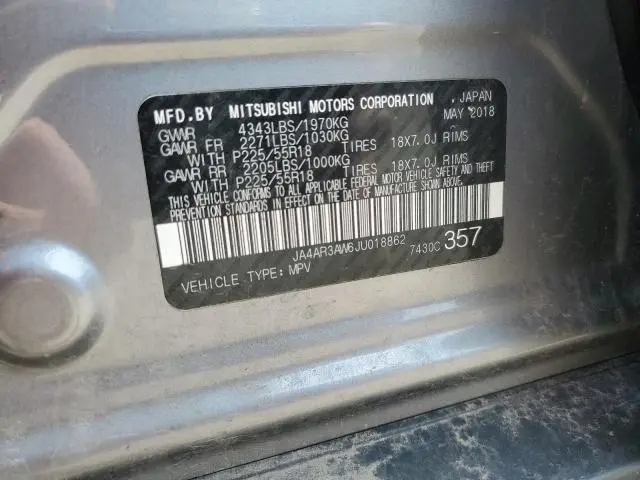 MFD.BY MITSUBISHI MOTORS CORPORATION , JAPAN
GVWR 4343LBS/1970KG MAY 2018
GAWR FR 2271LBS/1030KG
WITH P225/55R18 TIRES 18X7.0J RIMS
GAWR RR 2205LBS/1000KG
WITH P225/55R18 TIRES 18X7.0J RIMS
THIS VEHICLE CONFORMS TO ALL APPLICABLE FEDERAL MOTOR VEHICLE SAFETY AND THEFT
PREVENTION STANDARDS IN EFFECT ON THE DATE OF MANUFACTURE SHOWN ABOVE.
JA4AR3AW6JU018862 7430C 357
VEHICLE TYPE: MPV